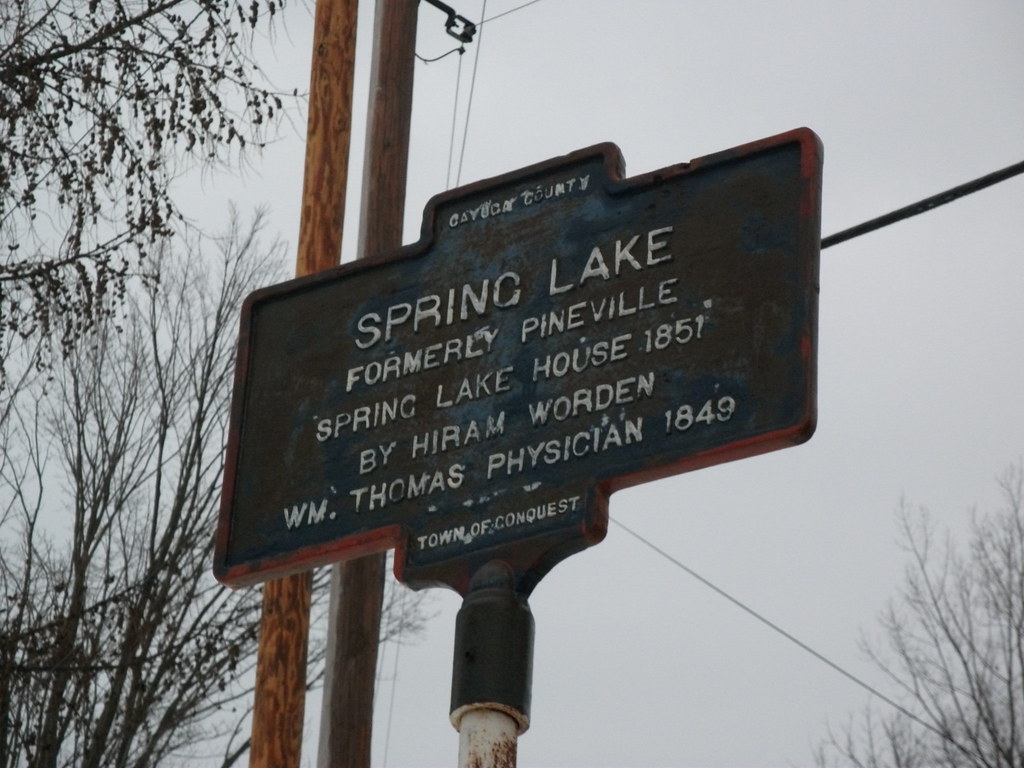 CAYUGA COUNTY
SPRING LAKE
FORMERLY PINEVILLE
SPRING LAKE HOUSE 1851
BY HIRAM WORDEN
WM. THOMAS PHYSICIAN 1849
TOWN OF CONQUEST